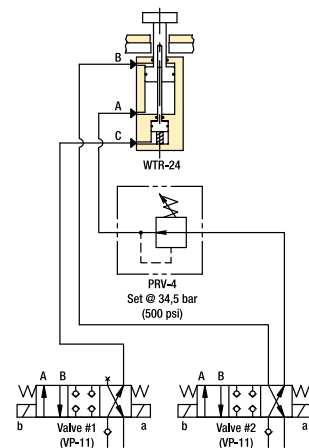 B
A
C
WTR-24
PRV-4
Set @ 34,5 bar
(500 psi)
A B
A B
b Valve #1 a
(VP-11)
b Valve #2 a
(VP-11)